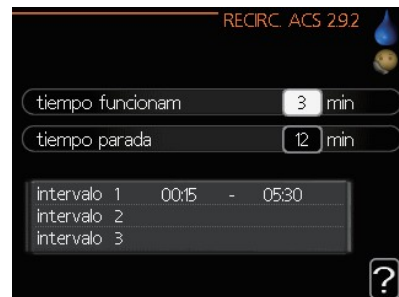 RECIRC. ACS 2.9.2
tiempo funcionam 3 min
tiempo parada 12 min
intervalo 1 00:15 - 05:30
intervalo 2
intervalo 3
?